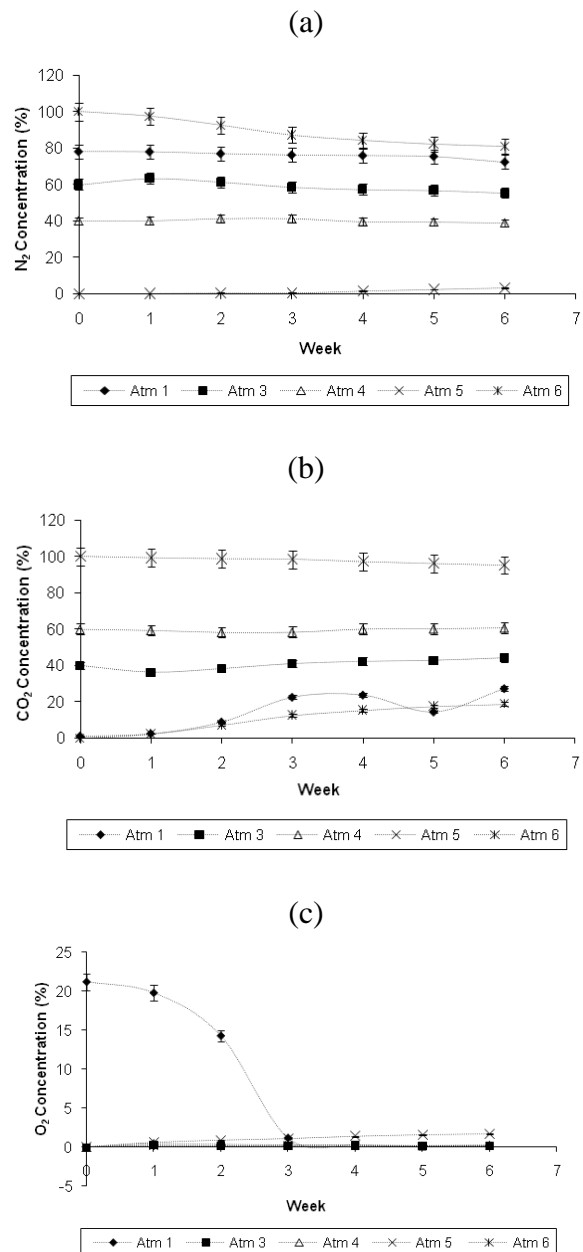 (a)
120
100
80
60
40
20
0
N₂ Concentration (%)
0 1 2 3 4 5 6 7
Week
Atm 1 Atm 3 Atm 4 Atm 5 Atm 6
(b)
120
100
80
60
40
20
0
CO₂ Concentration (%)
0 1 2 3 4 5 6 7
Week
Atm 1 Atm 3 Atm 4 Atm 5 Atm 6
(c)
25
20
15
10
5
0
-5
O₂ Concentration (%)
0 1 2 3 4 5 6 7
Week
Atm 1 Atm 3 Atm 4 Atm 5 Atm 6